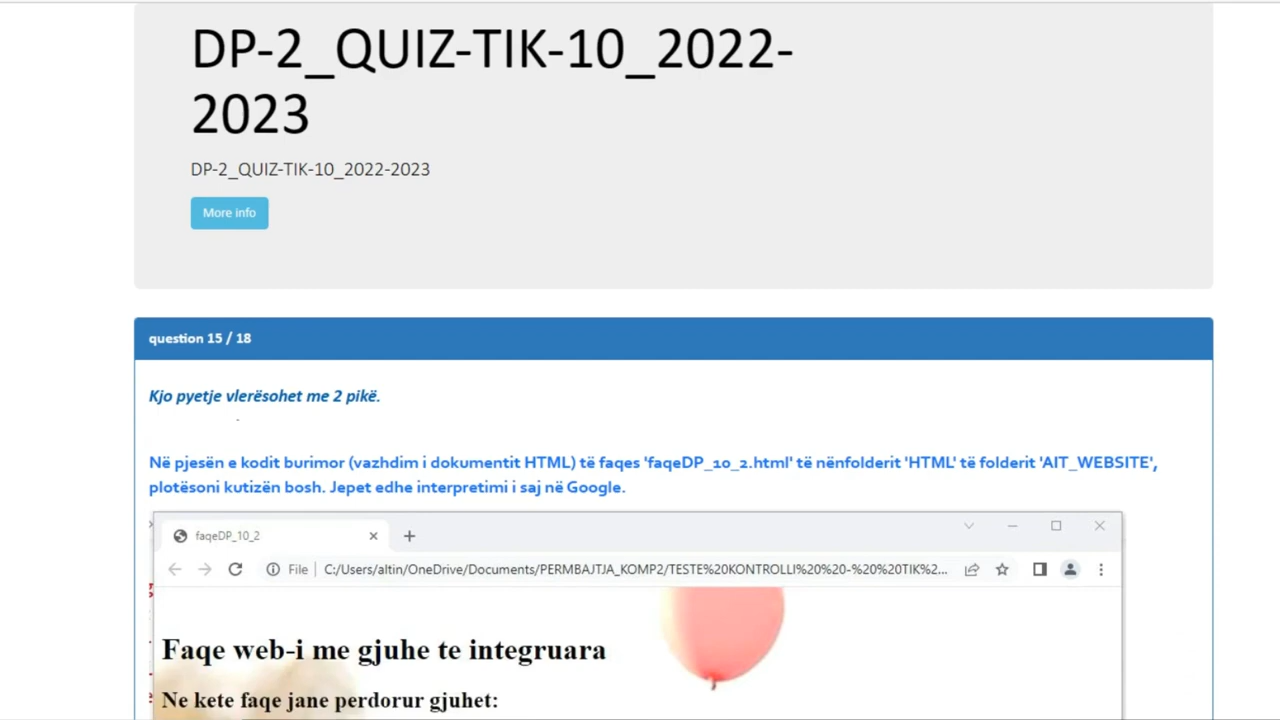 DP-2_QUIZ-TIK-10_2022-
2023
DP-2_QUIZ-TIK-10_2022-2023
More info
question 15 / 18
Kjo pyetje vlerësohet me 2 pikë.
Në pjesën e kodit burimor (vazhdim i dokumentit HTML) të faqes 'faqeDP_10_2.html' të nënfolderit 'HTML' të folderit 'AIT_WEBSITE',
plotësoni kutizën bosh. Jepet edhe interpretimi i saj në Google.
faqeDP_10_2
File
C:/Users/altin/OneDrive/Documents/PERMBAJTJA_KOMP2/TESTE%20KONTROLLI%20%20-%20%20TIK%2...
Faqe web-i me gjuhe te integruara
Ne kete faqe jane perdorur gjuhet: